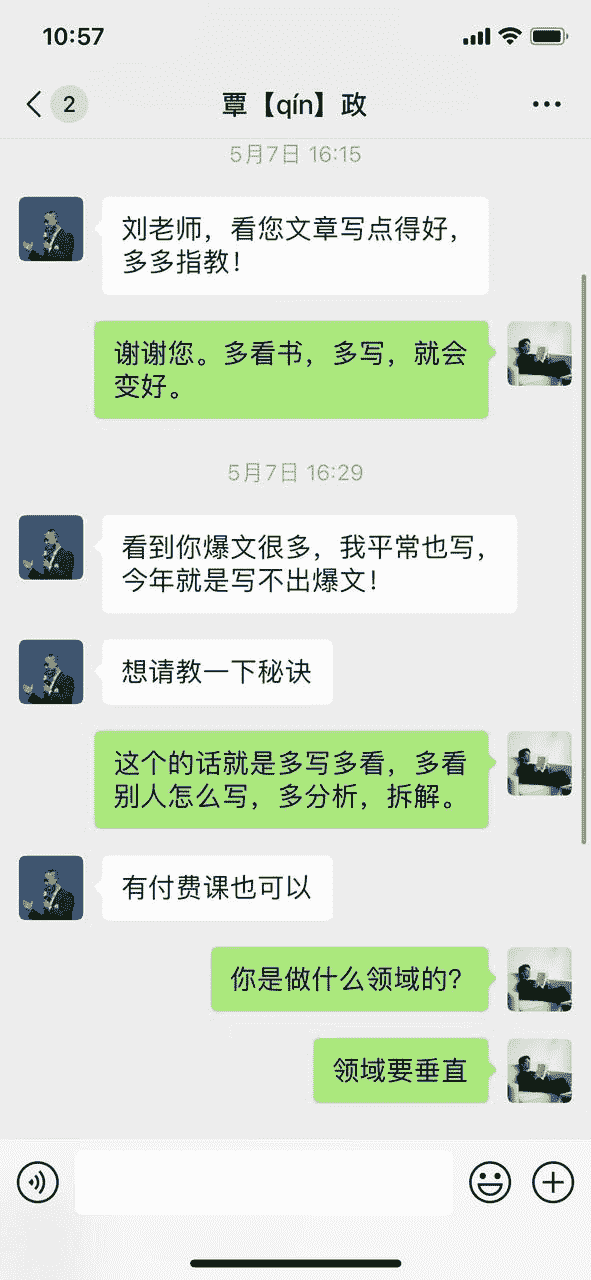 10:57
2
覃【qín】政
5月7日 16:15
刘老师，看您文章写点得好，
多多指教！
谢谢您。多看书，多写，就会
变好。
5月7日 16:29
看到你爆文很多，我平常也写，
今年就是写不出爆文！
想请教一下秘诀
这个的话就是多写多看，多看
别人怎么写，多分析，拆解。
有付费课也可以
你是做什么领域的？
领域要垂直